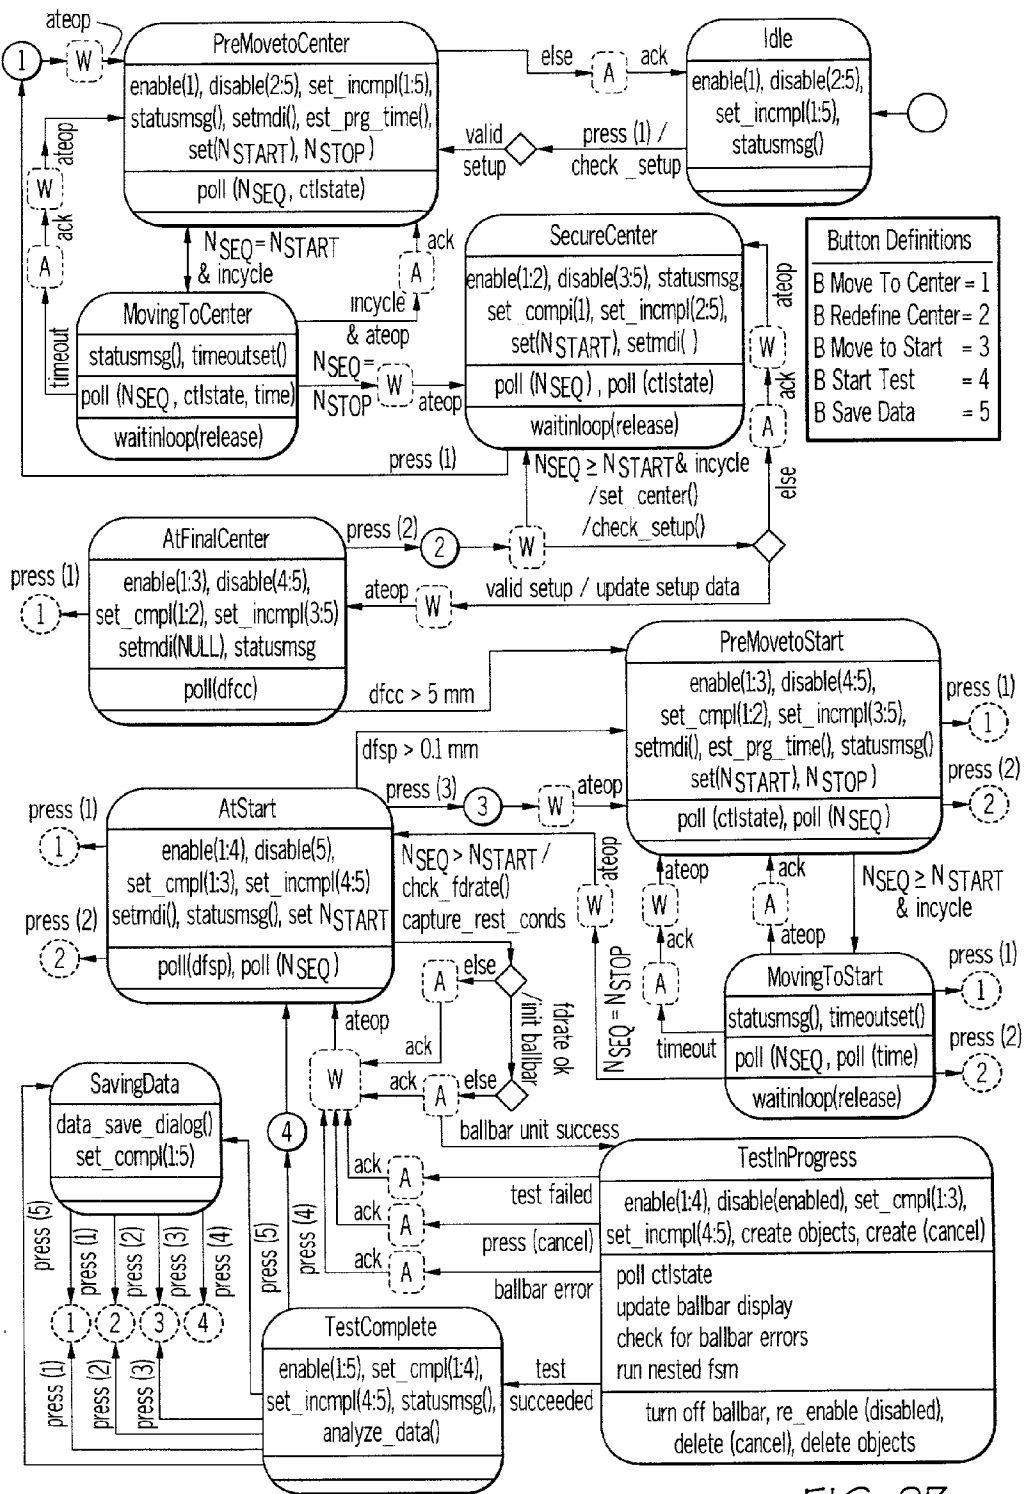 ateop
1
W
PreMovetoCenter
enable(1), disable(2:5), set_incmpl(1:5),
statusmsg(), setmdi(), est_prg_time(),
set(NSTART), NSTOP)
poll (NSEQ, ctlstate)
else
A
ack
Idle
enable(1), disable(2:5),
set_incmpl(1:5),
statusmsg()
valid
setup
press (1) /
check_setup
ateop
W
ack
A
timeout
NSEQ = NSTART
& incycle
ack
A
incycle
& ateop
MovingToCenter
statusmsg(), timeoutset()
poll (NSEQ, ctlstate, time)
waitinloop(release)
NSEQ =
NSTOP
W
ateop
SecureCenter
enable(1:2), disable(3:5), statusmsg,
set_compi(1), set_incmpl(2:5),
set(NSTART), setmdi( )
poll (NSEQ) , poll (ctlstate)
waitinloop(release)
ateop
W
ack
A
else
Button Definitions
B Move To Center = 1
B Redefine Center = 2
B Move to Start = 3
B Start Test = 4
B Save Data = 5
press (1)
NSEQ ≥ NSTART & incycle
/set_center()
/check_setup()
AtFinalCenter
enable(1:3), disable(4:5),
set_cmpl(1:2), set_incmpl(3:5)
setmdi(NULL), statusmsg
poll(dfcc)
press (2)
2
W
press (1)
1
ateop
W
valid setup / update setup data
dfcc > 5 mm
PreMovetoStart
enable(1:3), disable(4:5),
set_cmpl(1:2), set_incmpl(3:5),
setmdi(), est_prg_time(), statusmsg()
set(NSTART), NSTOP)
poll (ctlstate), poll (NSEQ)
press (1)
1
press (2)
2
dfsp > 0.1 mm
press (3)
3
W
ateop
AtStart
enable(1:4), disable(5),
set_cmpl(1:3), set_incmpl(4:5)
setmdi(), statusmsg(), set NSTART
poll(dfsp), poll (NSEQ)
press (1)
1
press (2)
2
NSEQ > NSTART /
chck_fdrate()
capture_rest_conds
ateop
W
NSEQ = NSTOP
ateop
W
ack
A
timeout
ack
A
ateop
NSEQ ≥ NSTART
& incycle
MovingToStart
statusmsg(), timeoutset()
poll (NSEQ, poll (time)
waitinloop(release)
press (1)
1
press (2)
2
else
A
ack
fdrate ok
/init ballbar
ateop
W
ack
A
else
ballbar unit success
SavingData
data_save_dialog()
set_compl(1:5)
4
press (5)
press (1)
press (2)
press (3)
press (4)
1
2
3
4
press (1)
press (2)
press (3)
press (5)
press (4)
ack
A
test failed
ack
A
press (cancel)
ack
A
ballbar error
TestInProgress
enable(1:4), disable(enabled), set_cmpl(1:3),
set_incmpl(4:5), create objects, create (cancel)
poll ctlstate
update ballbar display
check for ballbar errors
run nested fsm
turn off ballbar, re_enable (disabled),
delete (cancel), delete objects
test
succeeded
TestComplete
enable(1:5), set_cmpl(1:4),
set_incmpl(4:5), statusmsg(),
analyze_data()